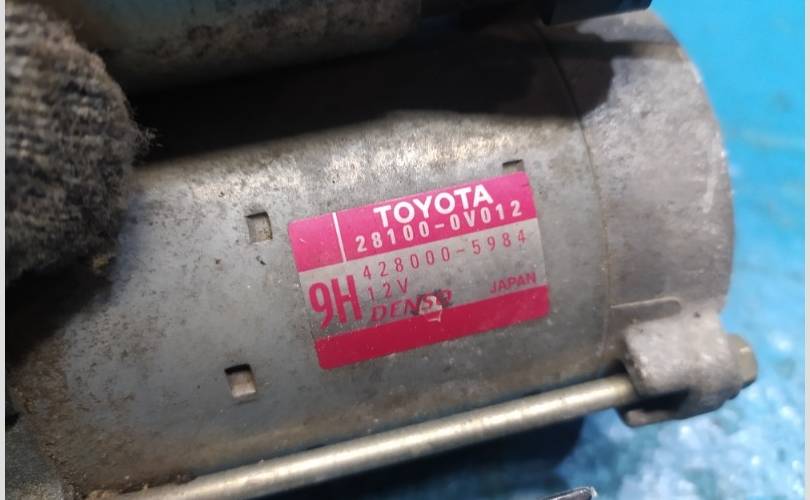 TOYOTA
28100-0V012
428000-5984
9H 12V
DENSO JAPAN